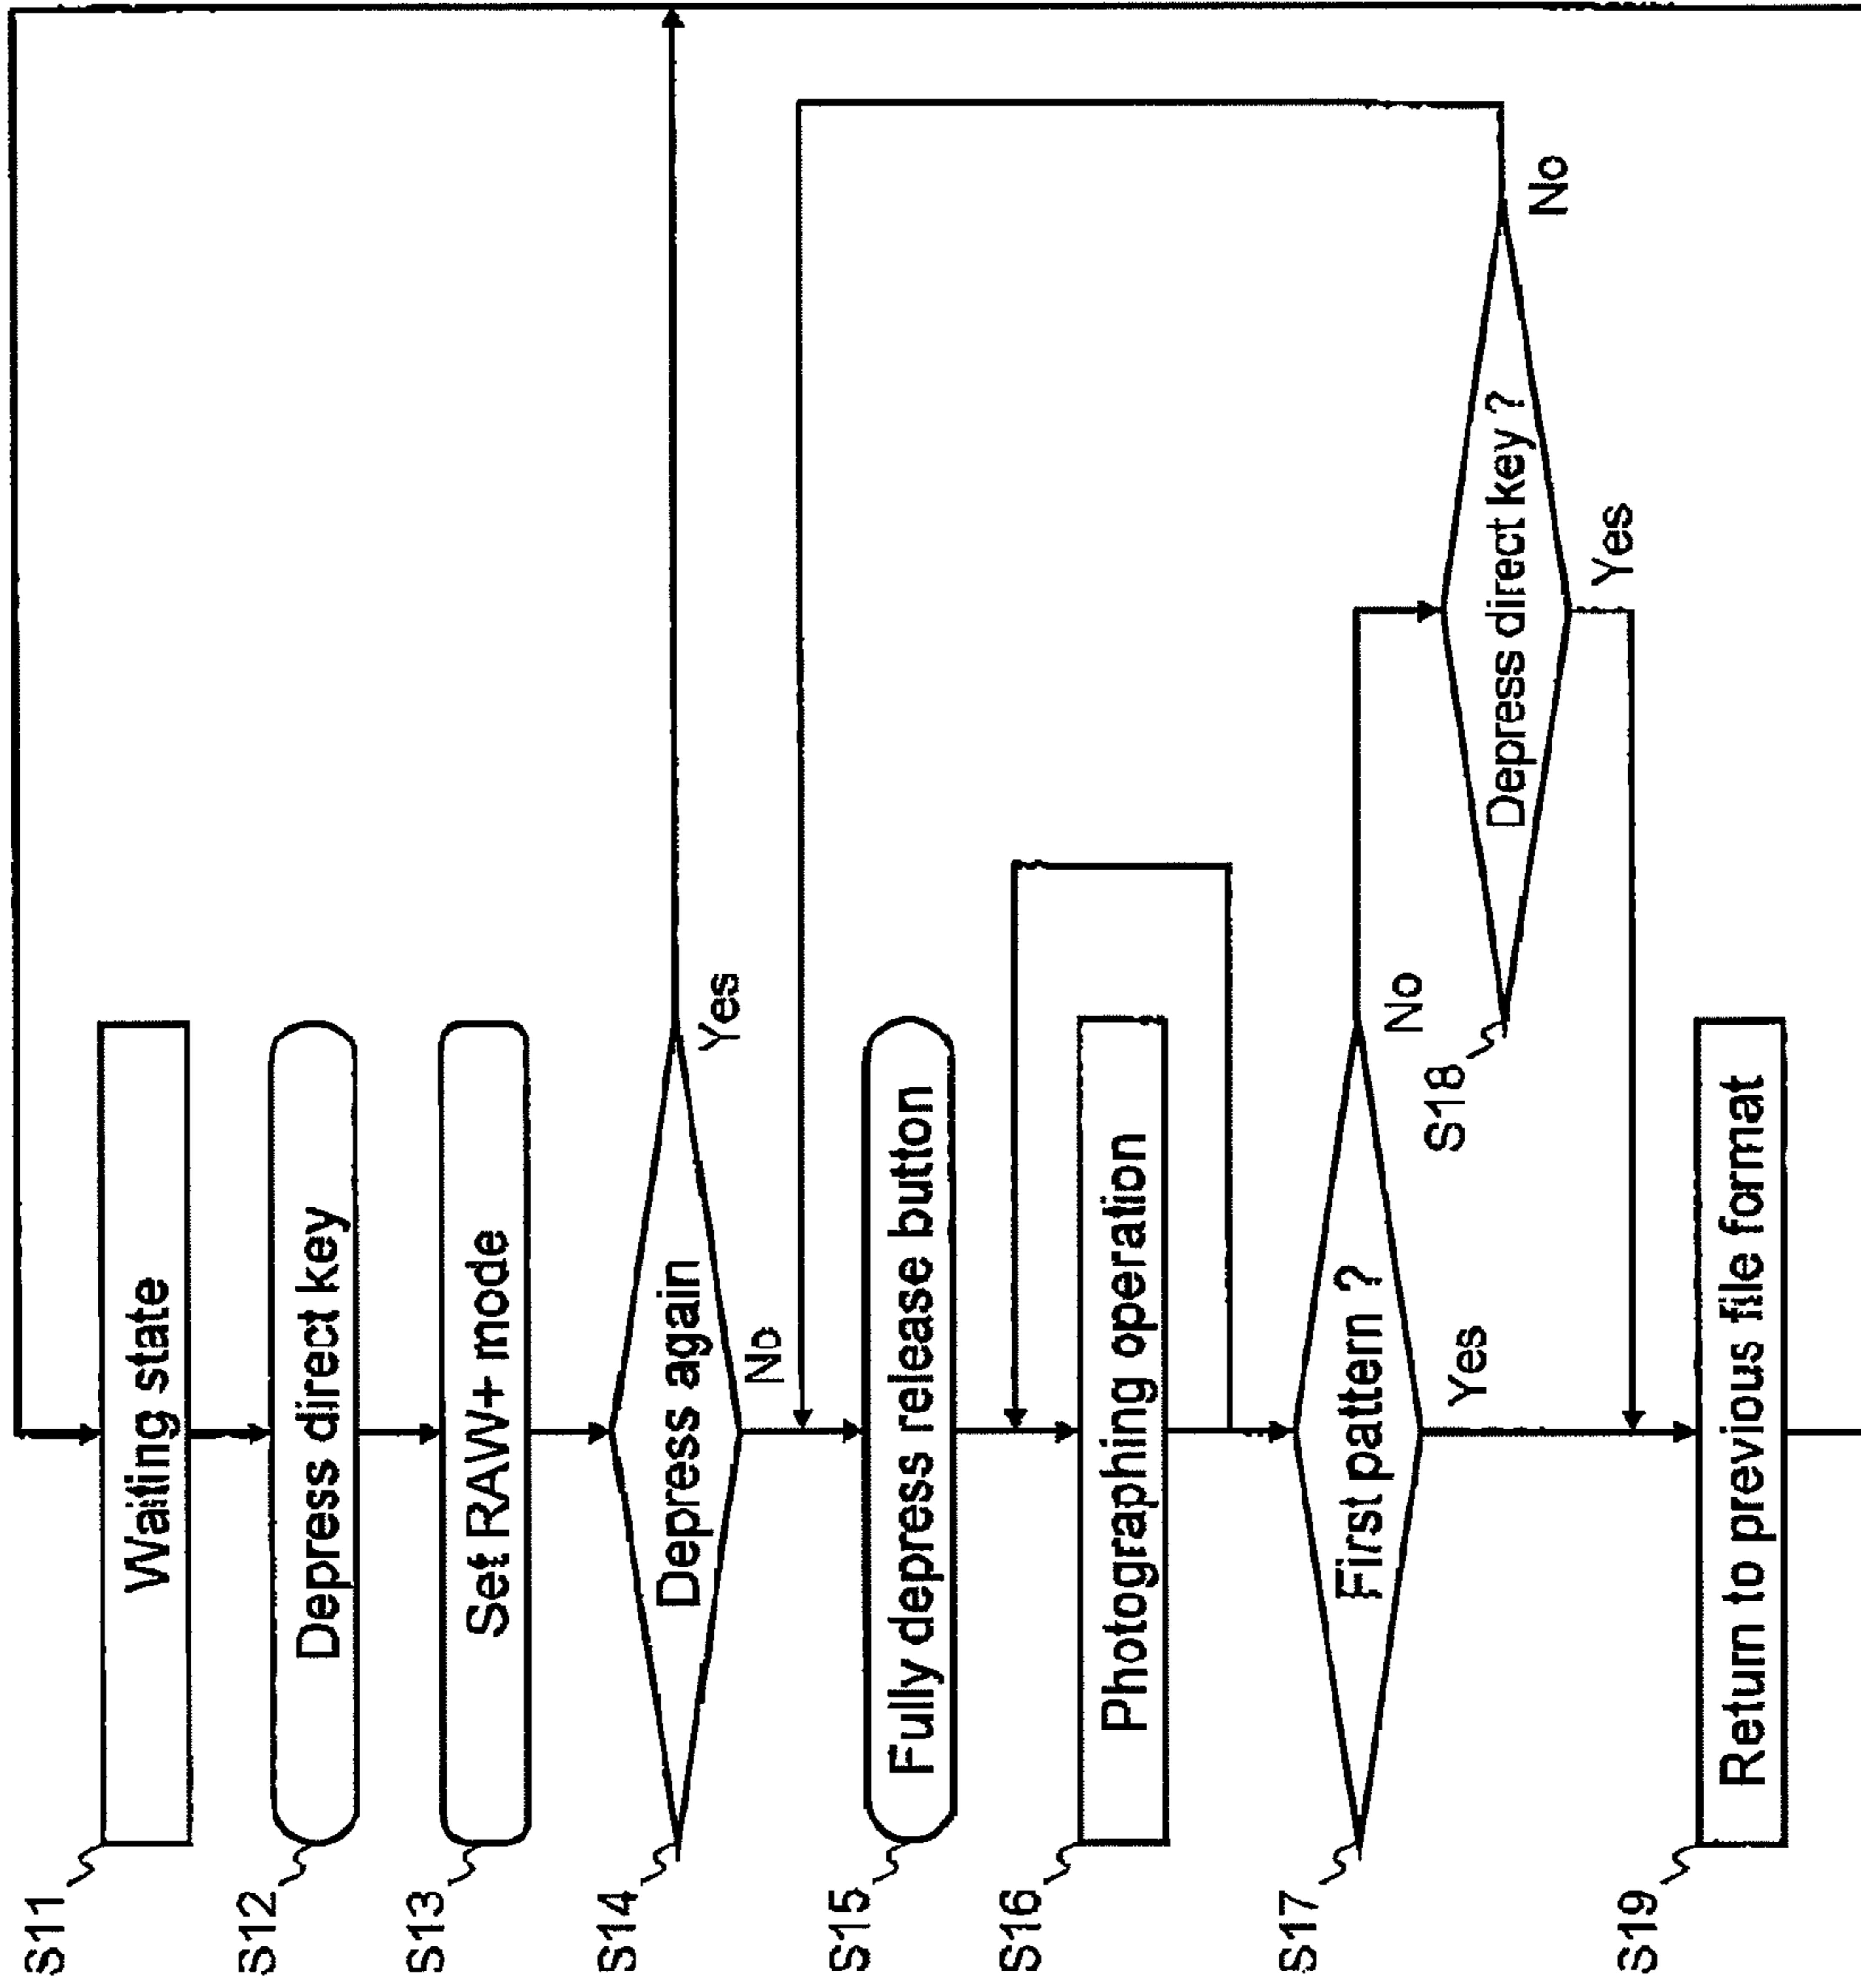 S11
Waiting state
S12
Depress direct key
S13
Set RAW+ mode
S14
Depress again
Yes
No
S15
Fully depress release button
S16
Photographing operation
S17
First pattern ?
No
Yes
S18
Depress direct key ?
No
Yes
S19
Return to previous file format